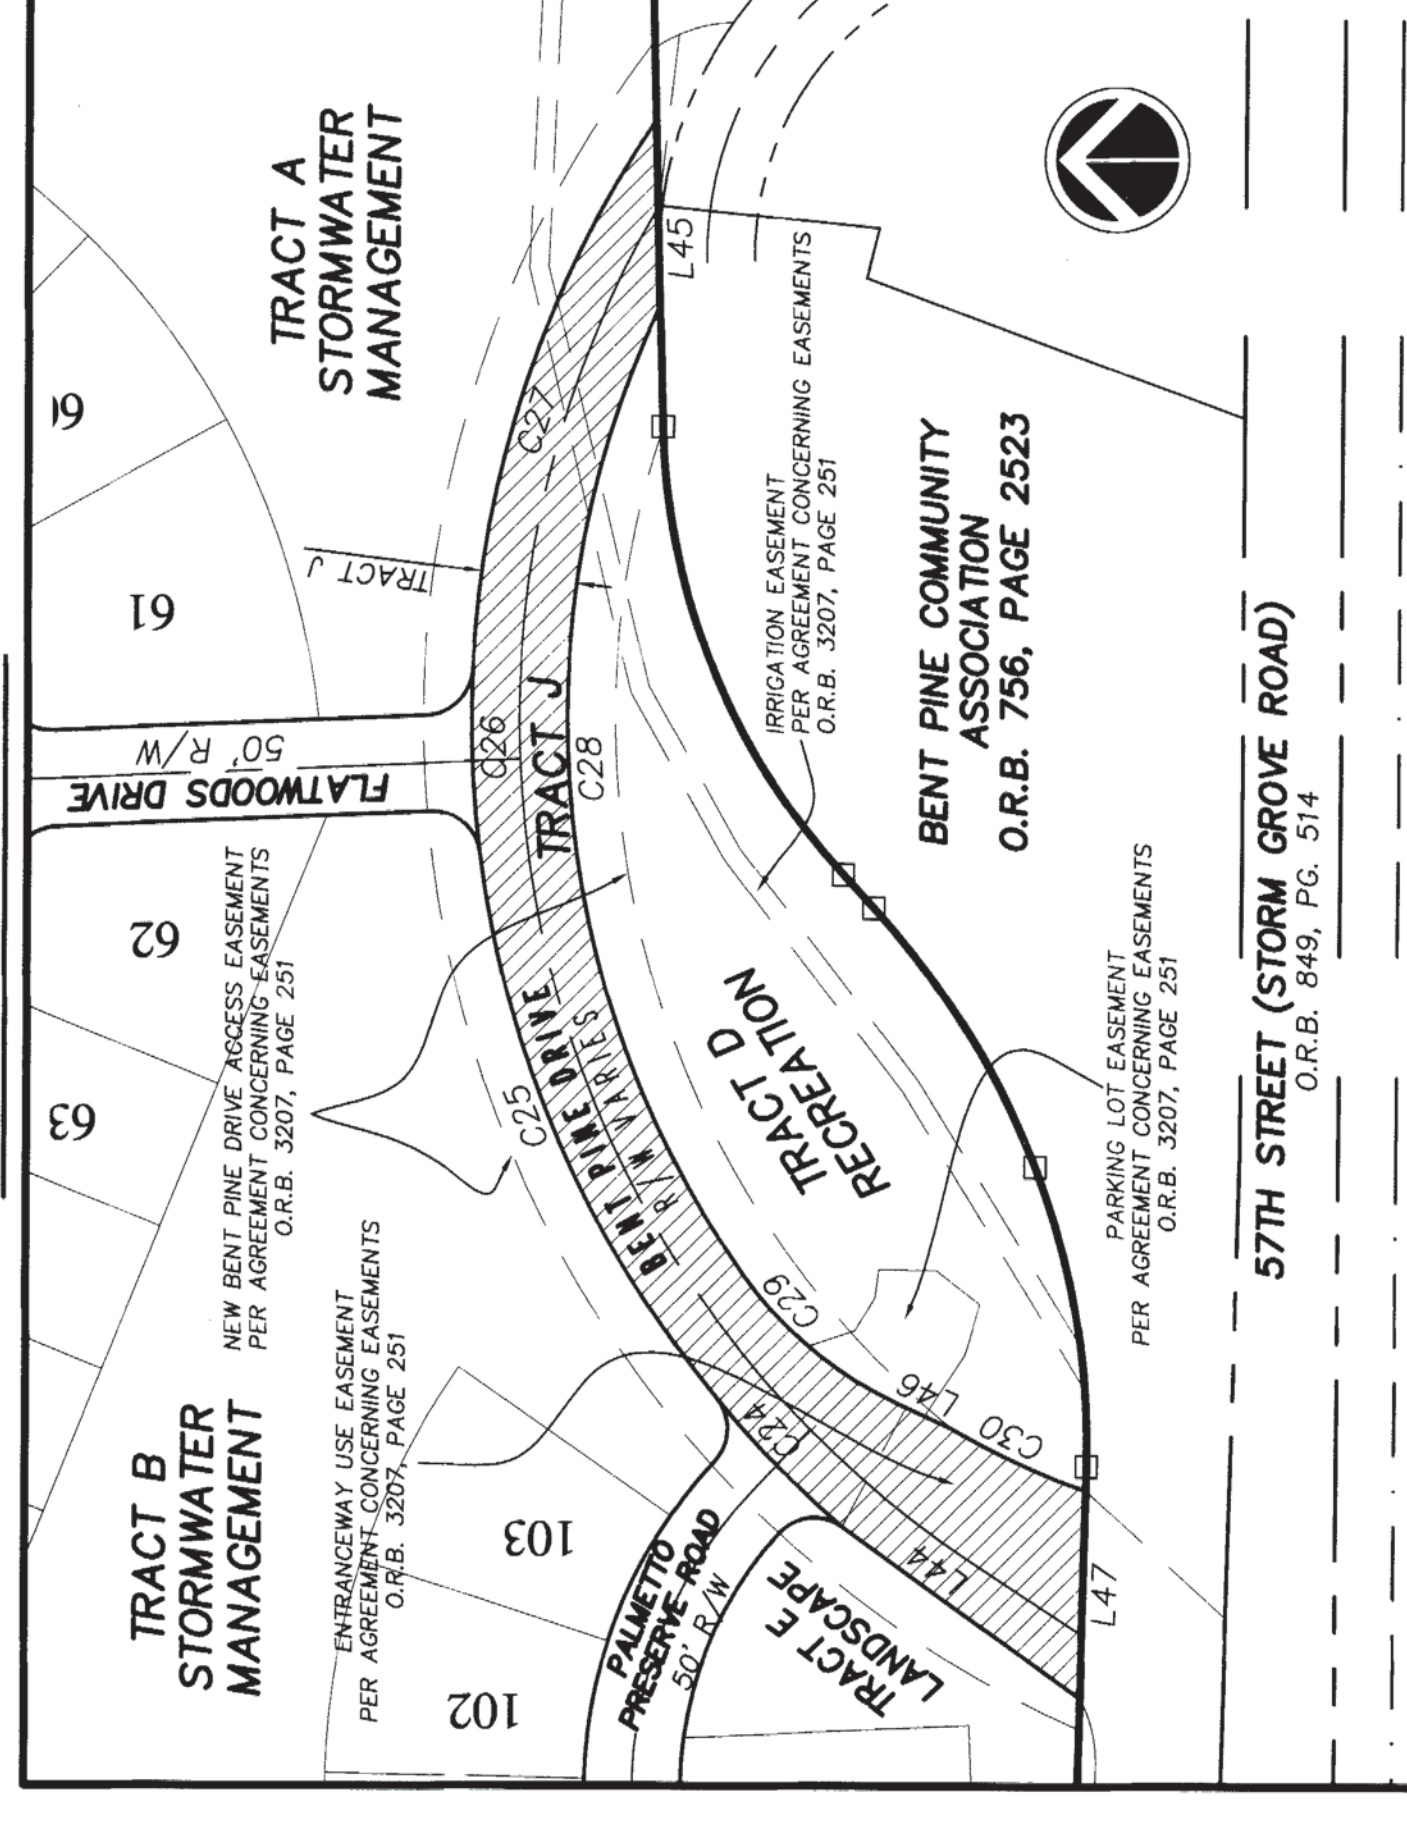 TRACT A
STORMWATER
MANAGEMENT
61
TRACT J
L45
C27
IRRIGATION EASEMENT
PER AGREEMENT CONCERNING EASEMENTS
O.R.B. 3207, PAGE 251
BENT PINE COMMUNITY
ASSOCIATION
O.R.B. 756, PAGE 2523
FLATWOODS DRIVE
50' R/W
C26
TRACT J
C28
62
63
NEW BENT PINE DRIVE ACCESS EASEMENT
PER AGREEMENT CONCERNING EASEMENTS
O.R.B. 3207, PAGE 251
C25
BENT PINE DRIVE
R/W VARIES
TRACT D
RECREATION
PARKING LOT EASEMENT
PER AGREEMENT CONCERNING EASEMENTS
O.R.B. 3207, PAGE 251
57TH STREET (STORM GROVE ROAD)
O.R.B. 849, PG. 514
TRACT B
STORMWATER
MANAGEMENT
ENTRANCEWAY USE EASEMENT
PER AGREEMENT CONCERNING EASEMENTS
O.R.B. 3207, PAGE 251
C29
L46
C30
C24
L44
L47
103
102
PALMETTO
PRESERVE ROAD
50' R/W
TRACT E
LANDSCAPE